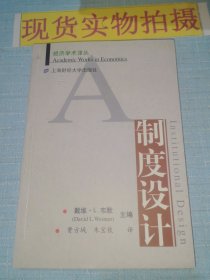 现货实物拍摄
经济学术译丛
Academic Works in Economics
上海财经大学出版社
A
制度设计
Institutional Design
戴维·L·韦默
(David L. Weimer)
主编
费方域 朱宝钦 译